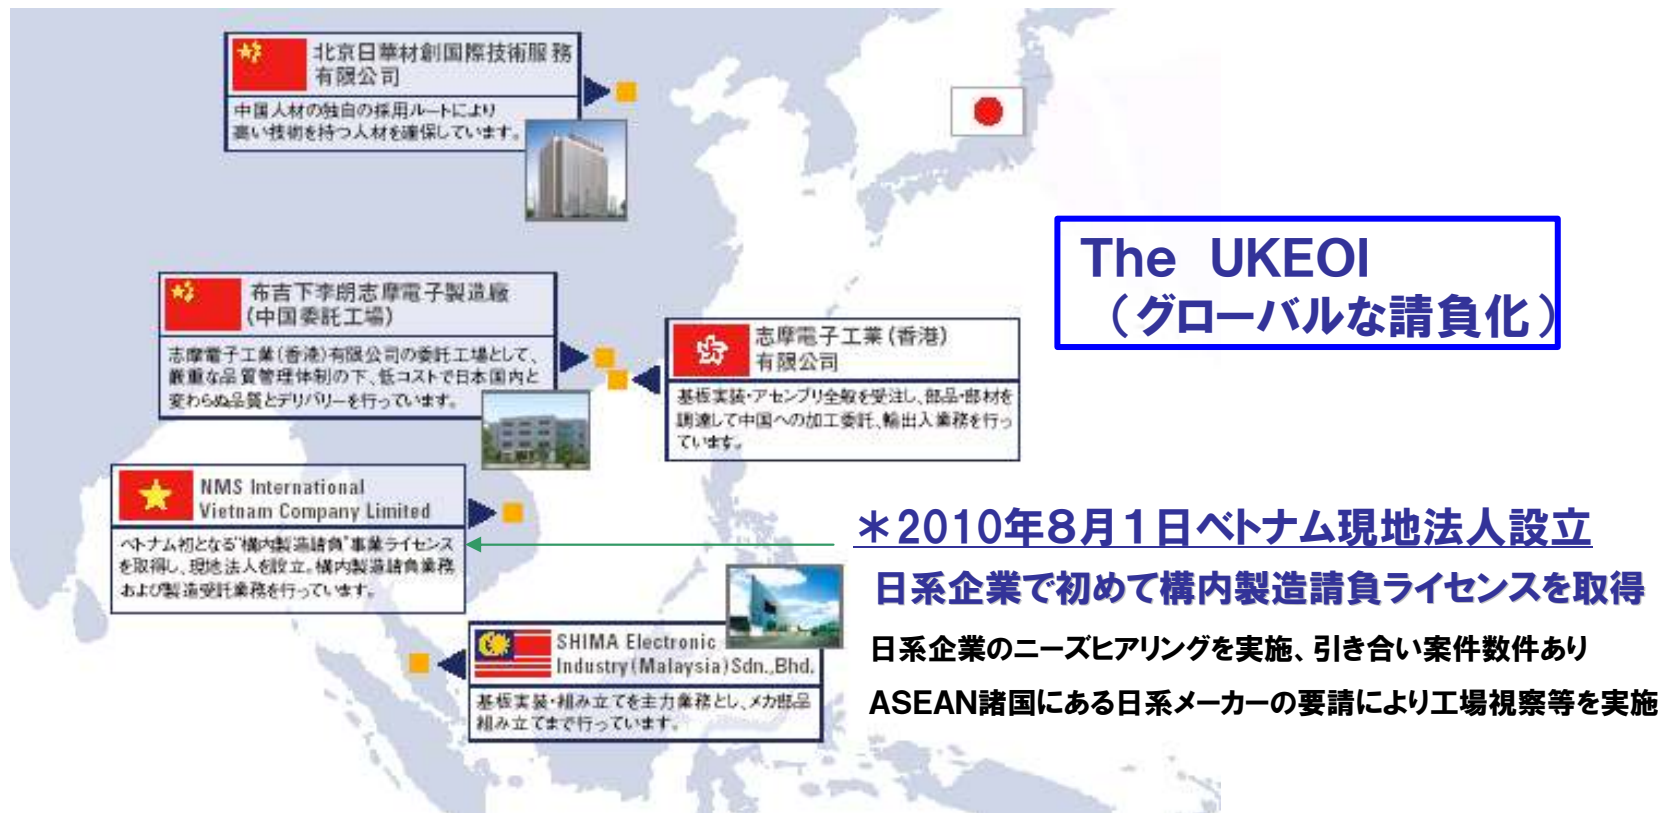 北京日華材創国際技術服務
有限公司
中国人材の独自の採用ルートにより
高い技術を持つ人材を確保しています。
布吉下李朗志摩電子製造廠
(中国委託工場)
志摩電子工業(香港)有限公司の委託工場として、
厳重な品質管理体制の下、低コストで日本国内と
変わらぬ品質とデリバリーを行っています。
志摩電子工業(香港)
有限公司
基板実装・アセンブリ全般を受注し、部品・部材を
調達して中国への加工委託、輸出入業務を行っ
ています。
The UKEOI
(グローバルな請負化)
NMS International
Vietnam Company Limited
ベトナム初となる"構内製造請負"事業ライセンス
を取得し、現地法人を設立。構内製造請負業務
および製造受託業務を行っています。
*2010年8月1日ベトナム現地法人設立
日系企業で初めて構内製造請負ライセンスを取得
日系企業のニーズヒアリングを実施、引き合い案件数件あり
ASEAN諸国にある日系メーカーの要請により工場視察等を実施
SHIMA Electronic
Industry(Malaysia)Sdn.,Bhd.
基板実装・組み立てを主力業務とし、メカ部品
組み立てまで行っています。